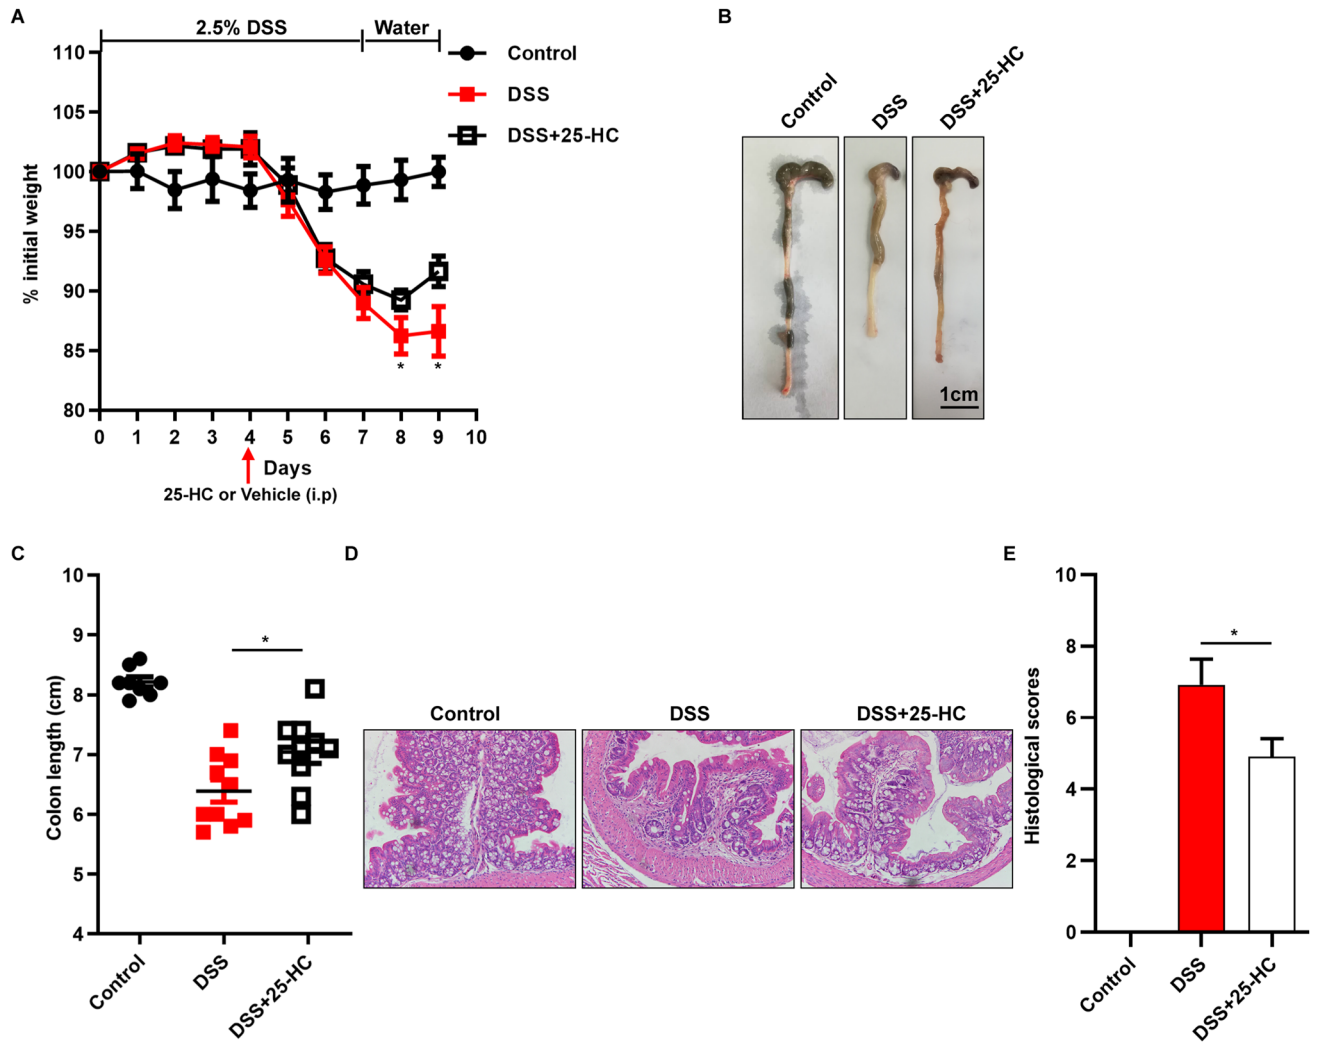 A
2.5% DSS
Water
Control
DSS
DSS+25-HC
% initial weight
110
105
100
95
90
85
80
* *
0 1 2 3 4 5 6 7 8 9 10
Days
25-HC or Vehicle (i.p)
B
Control
DSS
DSS+25-HC
1cm
C
Colon length (cm)
10
9
8
7
6
5
4
*
Control
DSS
DSS+25-HC
D
Control
DSS
DSS+25-HC
E
Histological scores
10
8
6
4
2
0
*
Control
DSS
DSS+25-HC